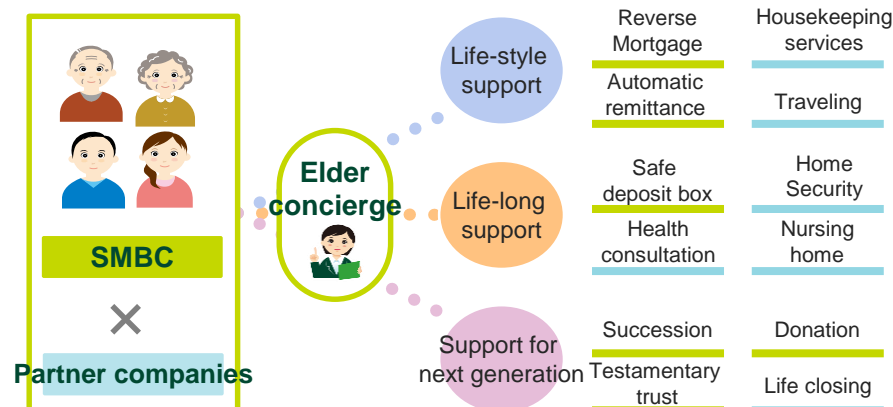 SMBC
Partner companies
Elder
concierge
Life-style
support
Reverse
Mortgage
Housekeeping
services
Automatic
remittance
Traveling
Life-long
support
Safe
deposit box
Home
Security
Health
consultation
Nursing
home
Support for
next generation
Succession
Donation
Testamentary
trust
Life closing